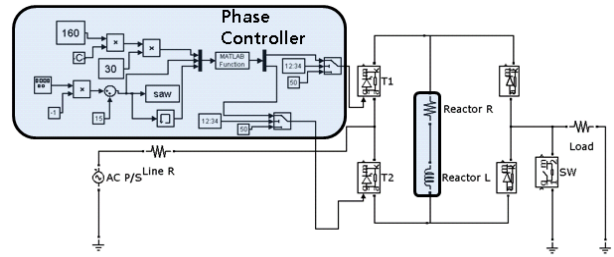 Phase
Controller
160
C
×
×
30
MATLAB
Function
12:34
50
T1
-1
×
15
saw
12:34
50
Reactor R
Line R
AC P/S
T2
Reactor L
SW
Load